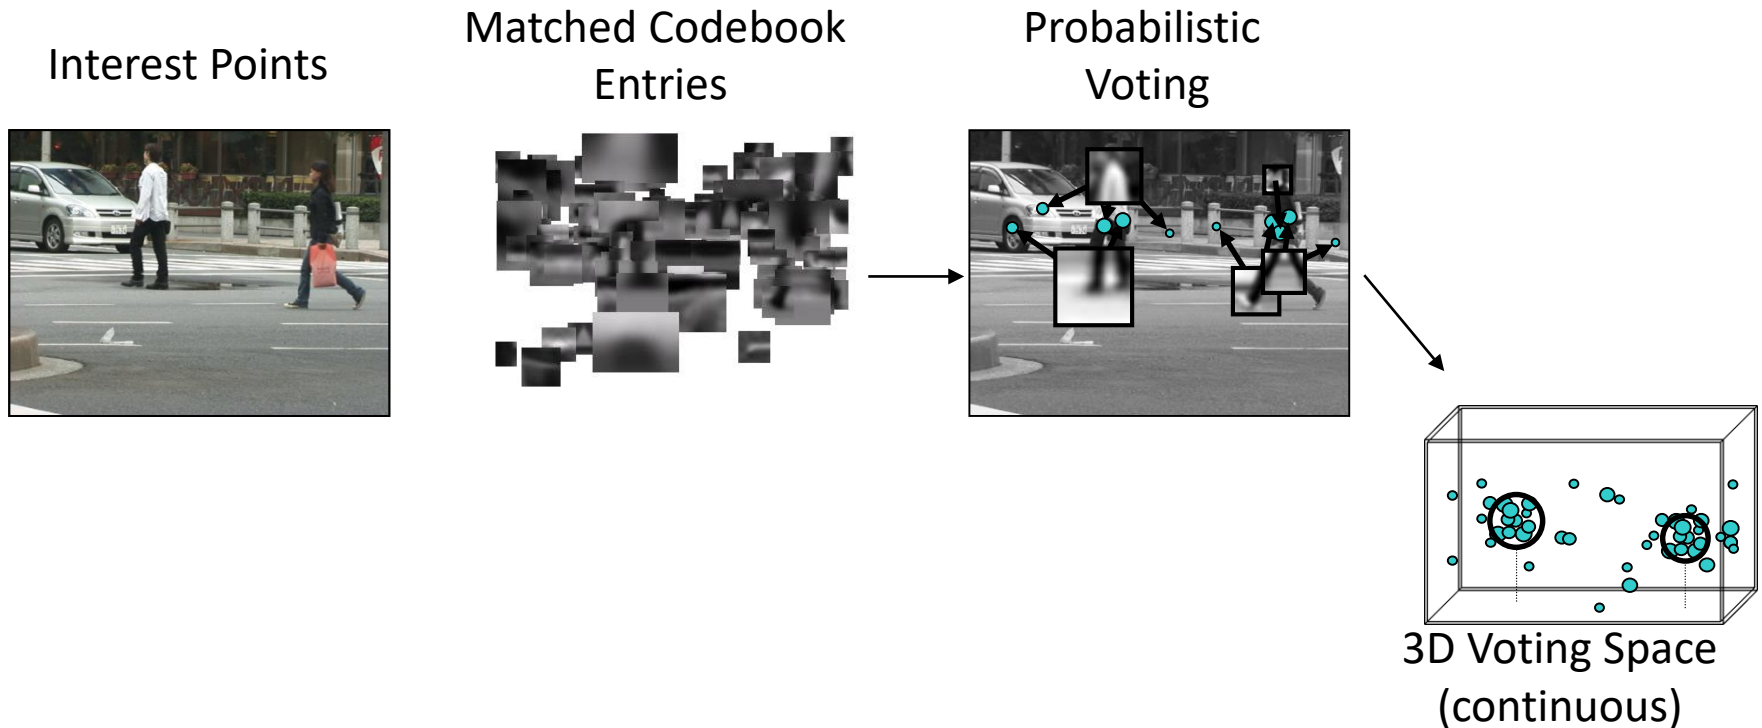 Interest Points
Matched Codebook
Entries
Probabilistic
Voting
3D Voting Space
(continuous)